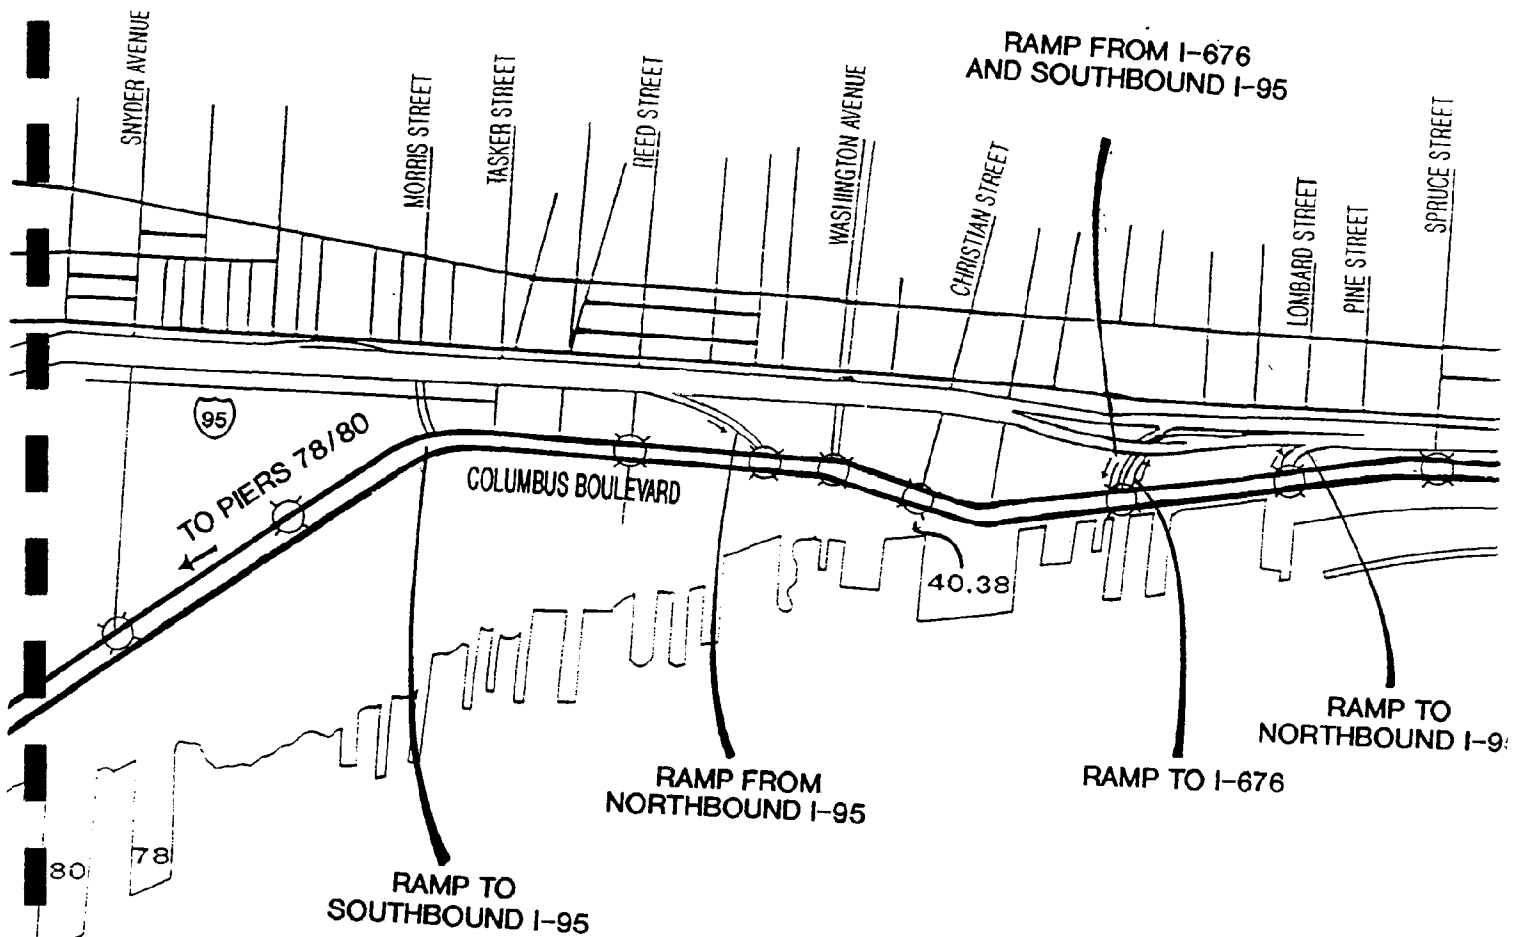 RAMP FROM I-676
AND SOUTHBOUND I-95
SNYDER AVENUE
MORRIS STREET
TASKER STREET
REED STREET
WASHINGTON AVENUE
CHRISTIAN STREET
LOMBARD STREET
PINE STREET
SPRUCE STREET
95
TO PIERS 78/80
COLUMBUS BOULEVARD
40.38
RAMP TO
NORTHBOUND I-9
RAMP FROM
NORTHBOUND I-95
RAMP TO I-676
80
78
RAMP TO
SOUTHBOUND I-95